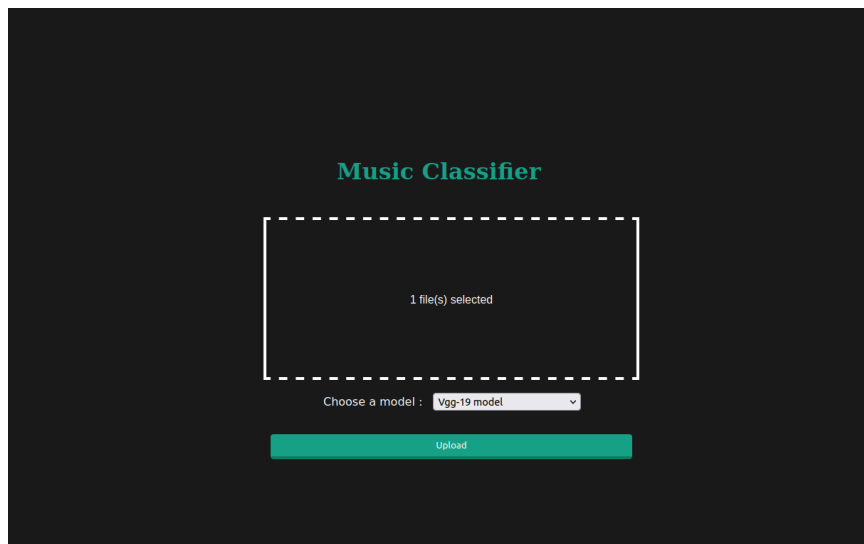 Music Classifier
1 file(s) selected
Choose a model : Vgg-19 model
Upload